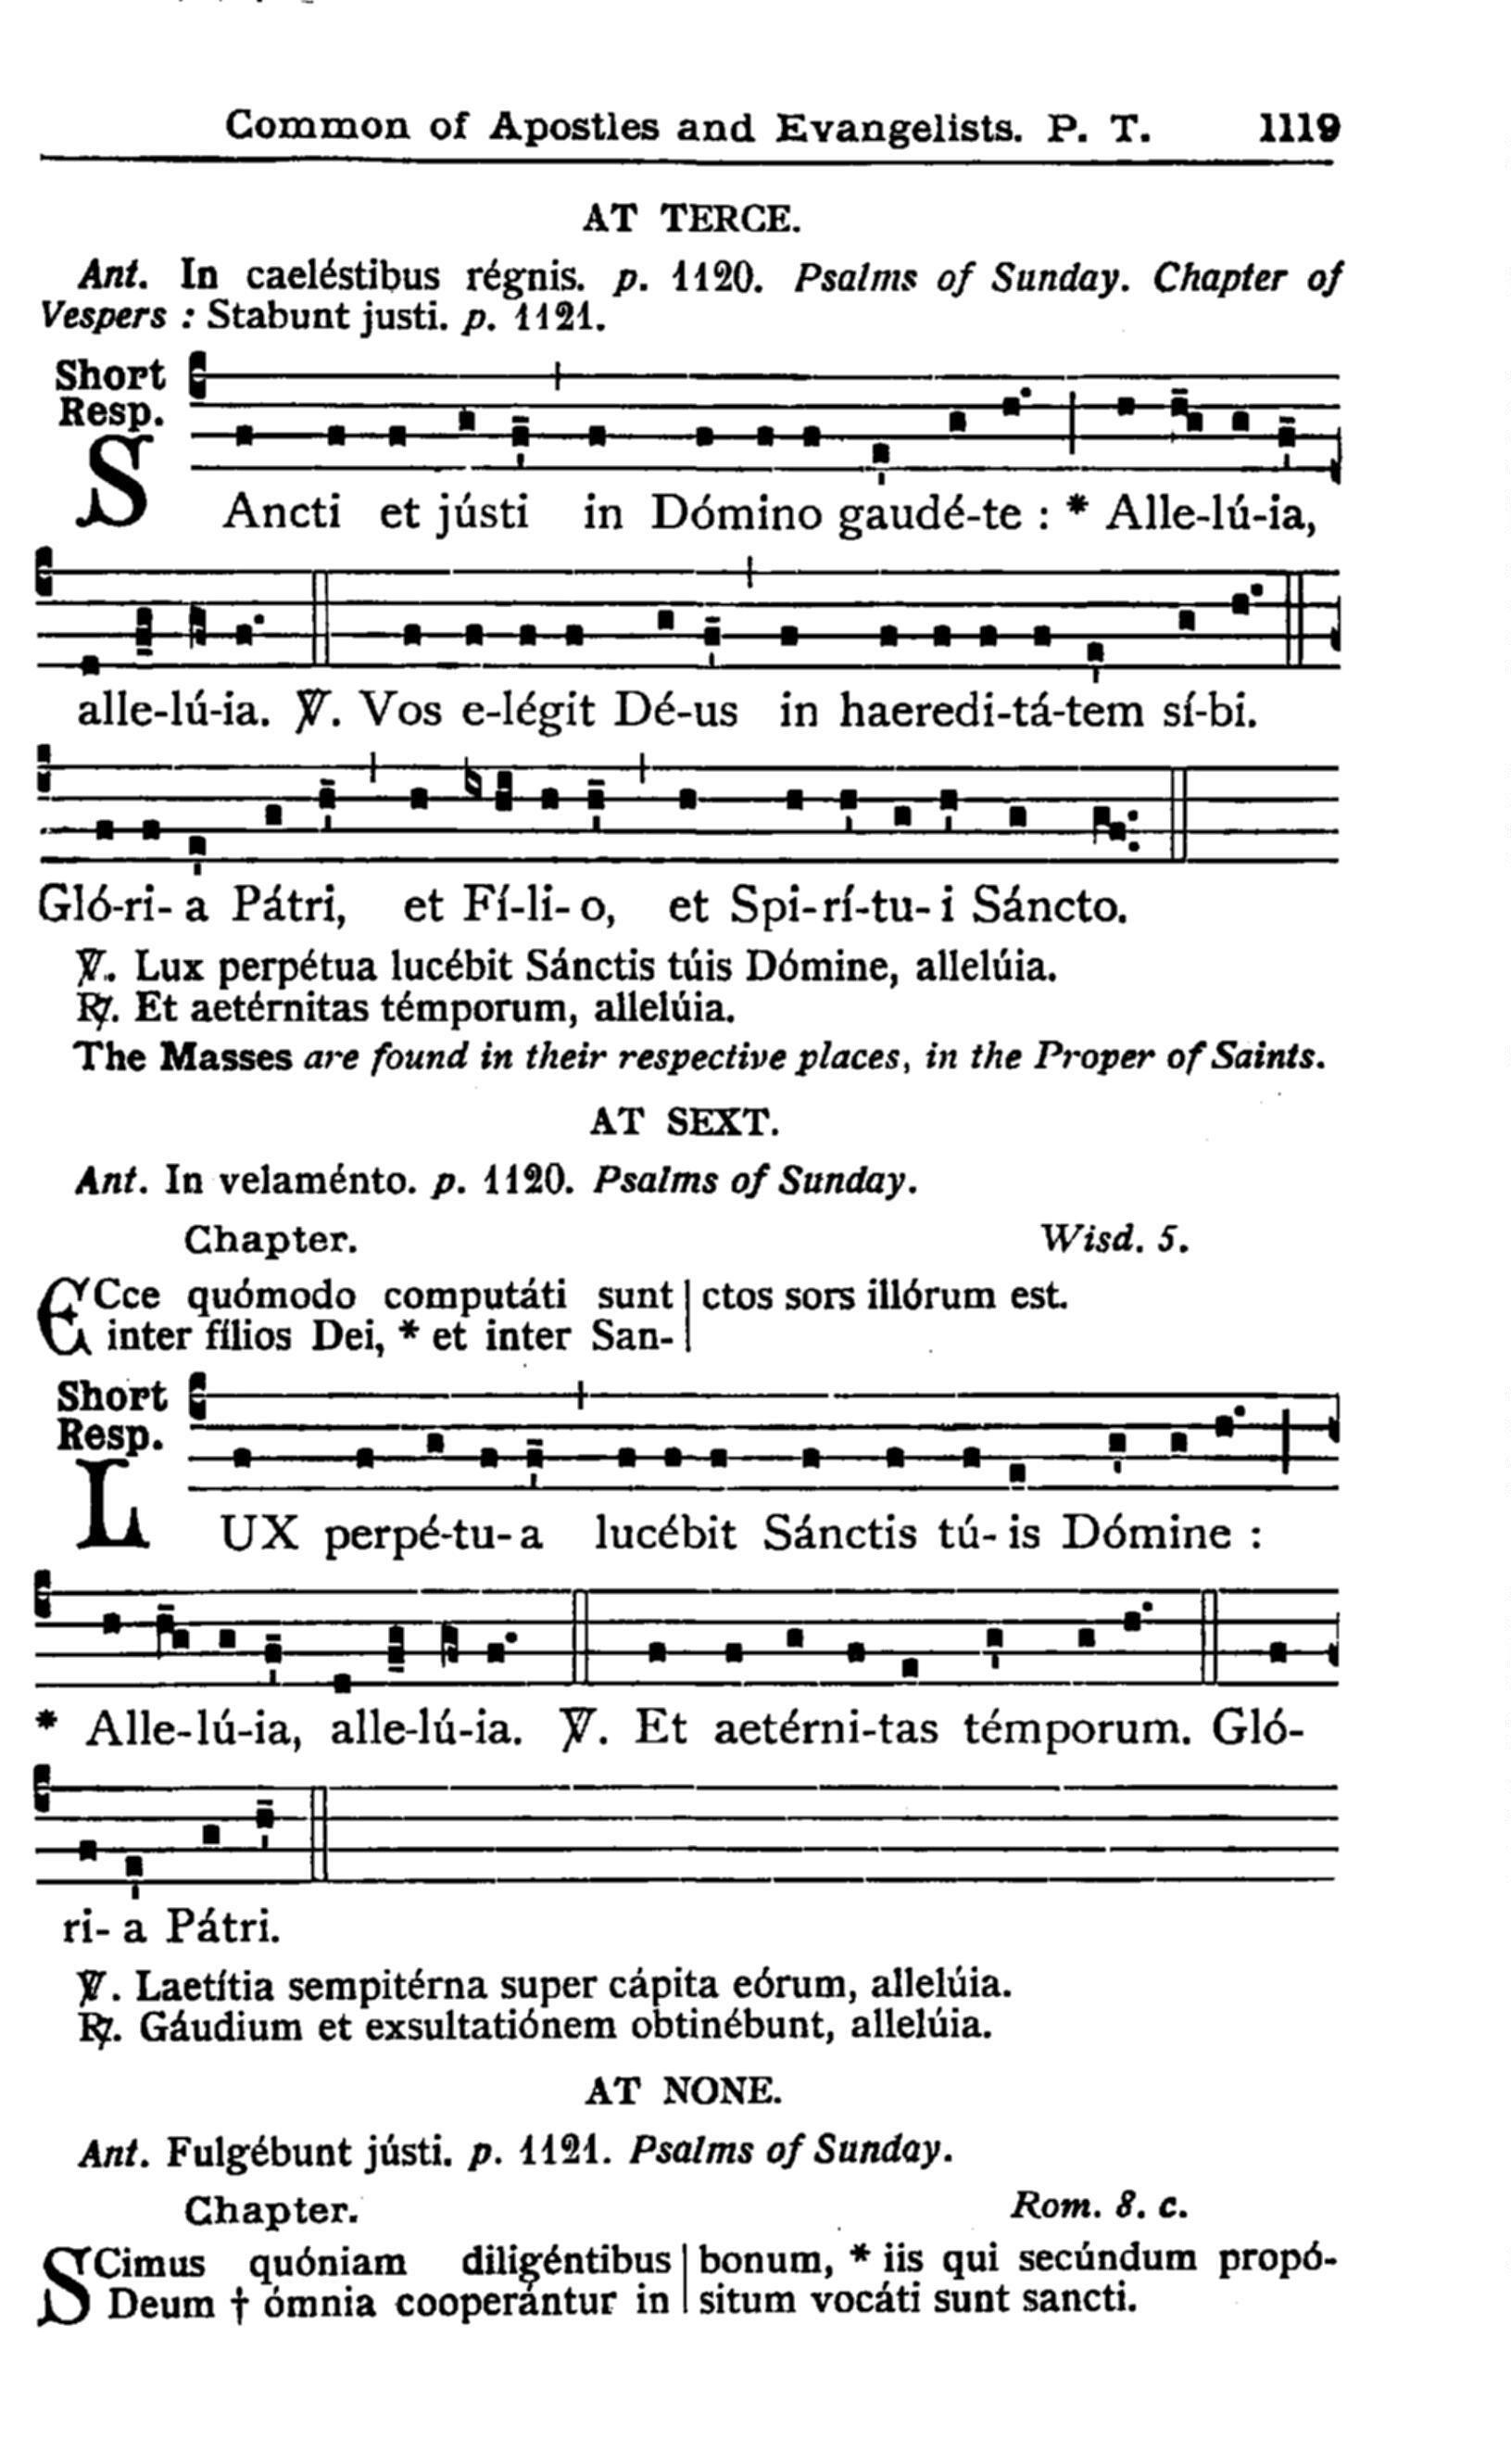 Common of Apostles and Evangelists. P. T. 1119
AT TERCE.
Ant. In caeléstibus régnis. p. 1120. Psalms of Sunday. Chapter of
Vespers : Stabunt justi. p. 1121.
Short
Resp.
SAncti et jústi in Dómino gaudé-te : * Alle-lú-ia,
alle-lú-ia. ℣. Vos e-légit Dé-us in haeredi-tá-tem sí-bi.
Gló-ri- a Pátri, et Fí-li- o, et Spi-rí-tu- i Sáncto.
℣. Lux perpétua lucébit Sánctis túis Dómine, allelúia.
℟. Et aetérnitas témporum, allelúia.
The Masses are found in their respective places, in the Proper of Saints.
AT SEXT.
Ant. In velaménto. p. 1120. Psalms of Sunday.
Chapter. Wisd. 5.
ECce quómodo computáti sunt
inter fílios Dei, * et inter San-
ctos sors illórum est.
Short
Resp.
LUX perpé-tu- a lucébit Sánctis tú- is Dómine :
* Alle-lú-ia, alle-lú-ia. ℣. Et aetérni-tas témporum. Gló-
ri- a Pátri.
℣. Laetítia sempitérna super cápita eórum, allelúia.
℟. Gáudium et exsultatiónem obtinébunt, allelúia.
AT NONE.
Ant. Fulgébunt jústi. p. 1121. Psalms of Sunday.
Chapter. Rom. 8. c.
SCimus quóniam diligéntibus
Deum † ómnia cooperántur in
bonum, * iis qui secúndum propó-
situm vocáti sunt sancti.